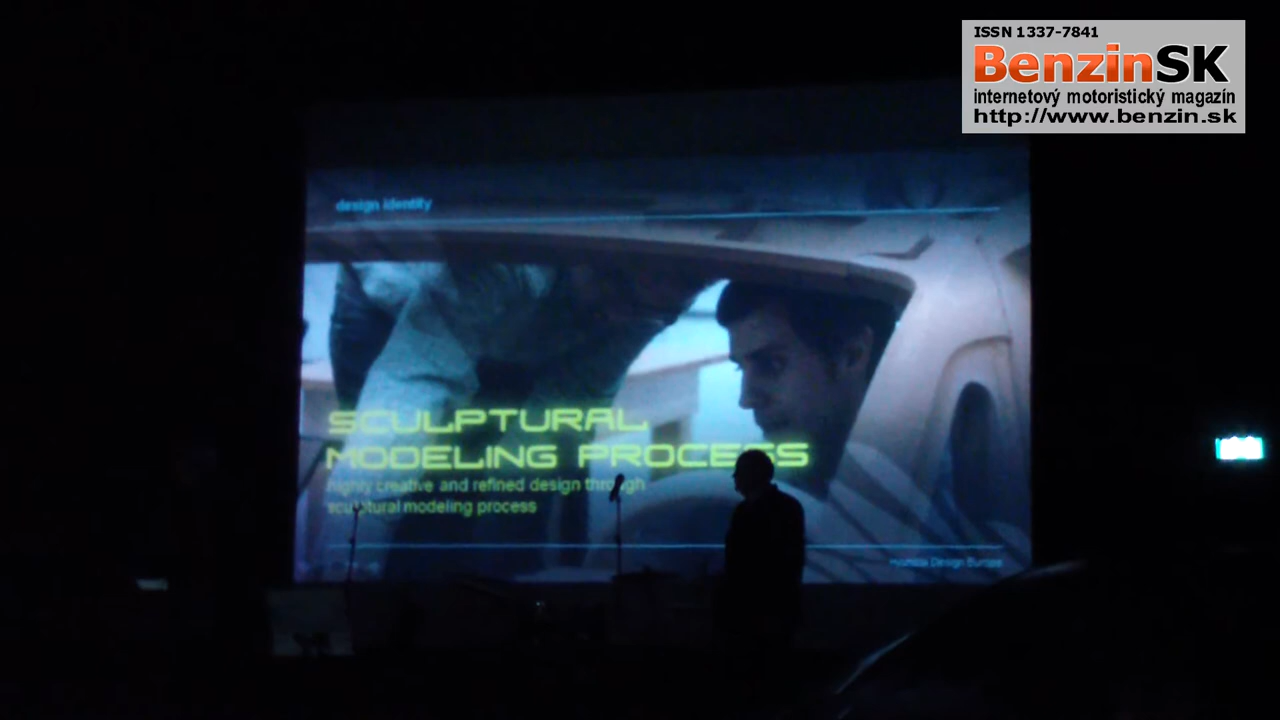 ISSN 1337-7841
BenzinSK
internetový motoristický magazín
http://www.benzin.sk
design identity
SCULPTURAL
MODELING PROCESS
highly creative and refined design through
sculptural modeling process
Hyundai Design Europe